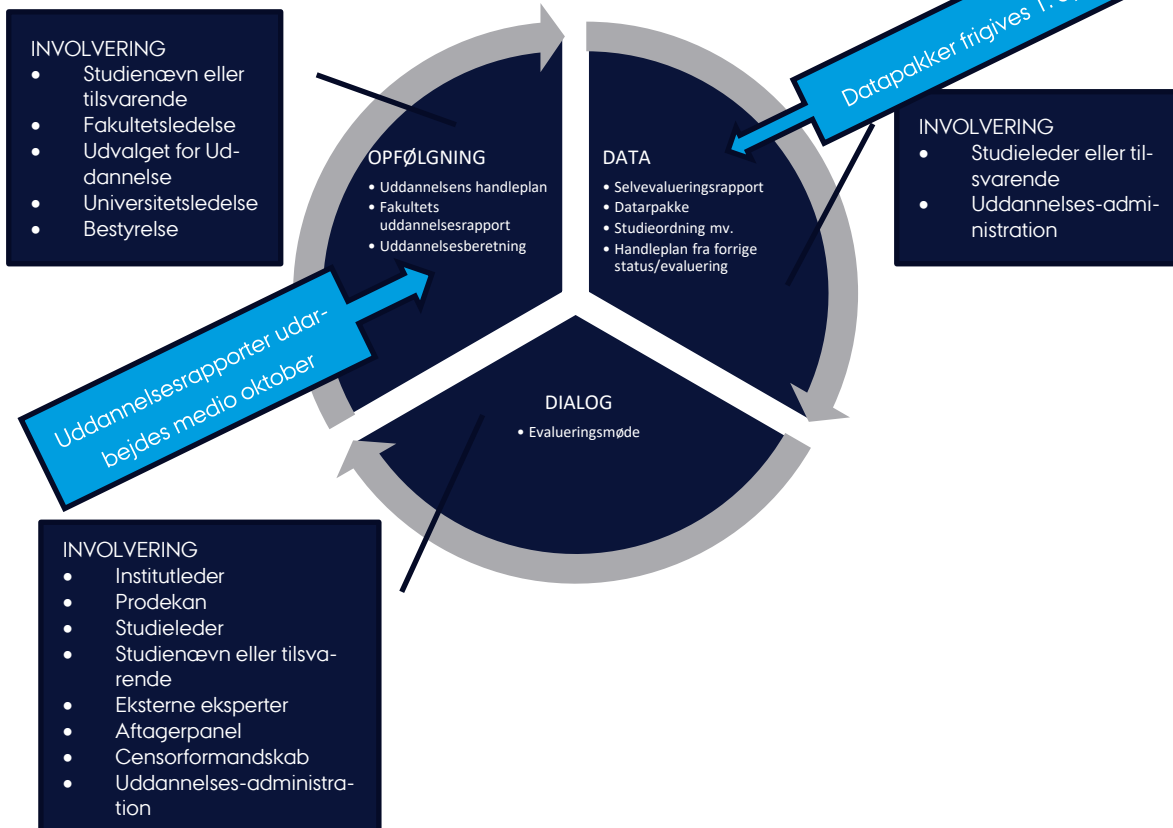 INVOLVERING
• Studienævn eller
tilsvarende
• Fakultetsledelse
• Udvalget for Ud-
dannelse
• Universitetsledelse
• Bestyrelse
OPFØLGNING
• Uddannelsens handleplan
• Fakultets
uddannelsesrapport
• Uddannelsesberetning
DATA
• Selvevalueringsrapport
• Datarpakke
• Studieordning mv.
• Handleplan fra forrige
status/evaluering
Datapakker frigives 1.
INVOLVERING
• Studieleder eller til-
svarende
• Uddannelses-admi-
nistration
Uddannelsesrapporter udar-
bejdes medio oktober
DIALOG
• Evalueringsmøde
INVOLVERING
• Institutleder
• Prodekan
• Studieleder
• Studienævn eller tilsva-
rende
• Eksterne eksperter
• Aftagerpanel
• Censorformandskab
• Uddannelses-administra-
tion